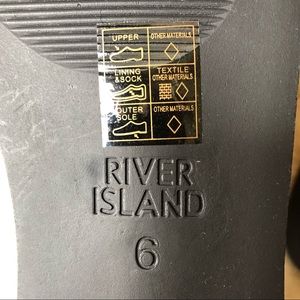 UPPER OTHER MATERIALS
LINING
&SOCK
TEXTILE
OTHER MATERIALS
OUTER
SOLE
OTHER MATERIALS
RIVER
ISLAND
6